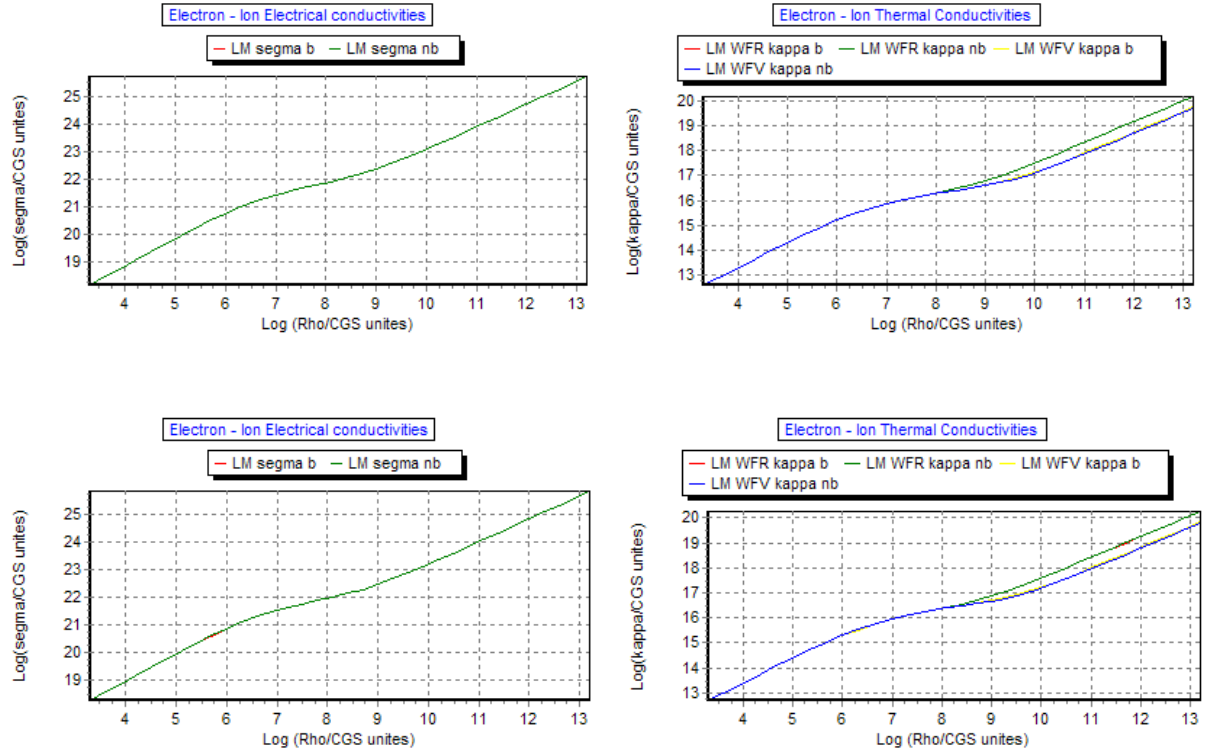 Electron - Ion Electrical conductivities
LM segma b LM segma nb
Log(segma/CGS unites)
25
24
23
22
21
20
19
4 5 6 7 8 9 10 11 12 13
Log (Rho/CGS unites)
Electron - Ion Thermal Conductivities
LM WFR kappa b LM WFR kappa nb LM WFV kappa b
LM WFV kappa nb
Log(kappa/CGS unites)
20
19
18
17
16
15
14
13
4 5 6 7 8 9 10 11 12 13
Log (Rho/CGS unites)
Electron - Ion Electrical conductivities
LM segma b LM segma nb
Log(segma/CGS unites)
25
24
23
22
21
20
19
4 5 6 7 8 9 10 11 12 13
Log (Rho/CGS unites)
Electron - Ion Thermal Conductivities
LM WFR kappa b LM WFR kappa nb LM WFV kappa b
LM WFV kappa nb
Log(kappa/CGS unites)
20
19
18
17
16
15
14
13
4 5 6 7 8 9 10 11 12 13
Log (Rho/CGS unites)